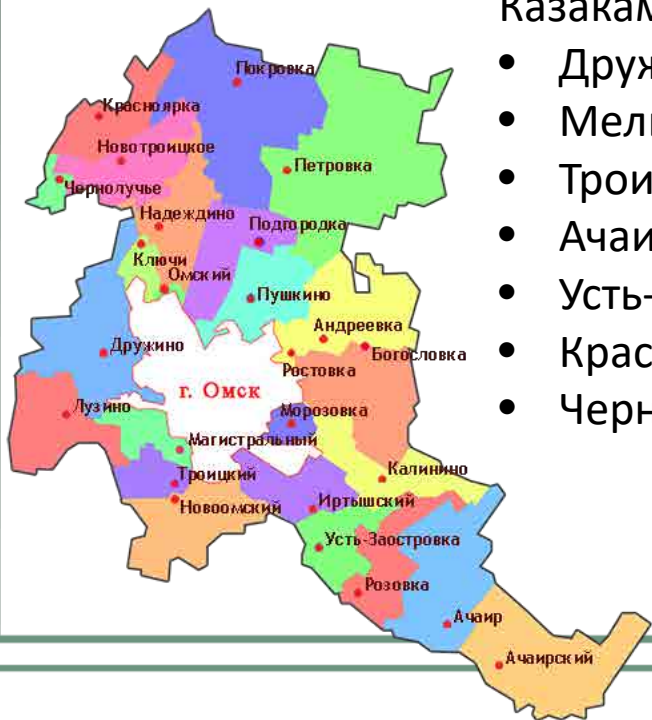 Казакам
• Друж
• Мел
• Трои
• Ачаи
• Усть-
• Крас
• Черн
Покровка
Красноярка
Новотроицкое
Петровка
Чернолучье
Надеждино
Подгородка
Ключи
Омский
Пушкино
Андреевка
Дружино
Богословка
Ростовка
г. Омск
Лузино
Морозовка
Магистральный
Калинино
Троицкий
Новоомский
Иртышский
Усть-Заостровка
Розовка
Ачаир
Ачаирский